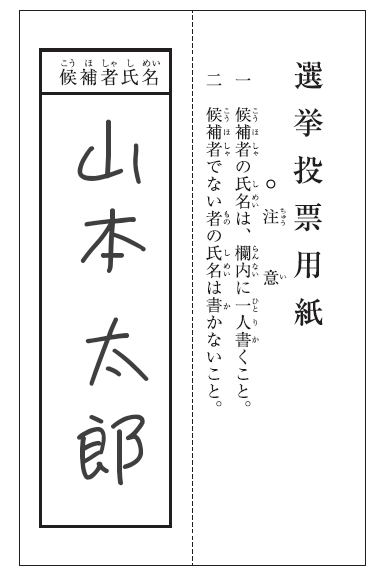 選挙投票用紙
○注意
一 候補者の氏名は、欄内に一人書くこと。
二 候補者でない者の氏名は書かないこと。
候補者氏名
山本 太郎